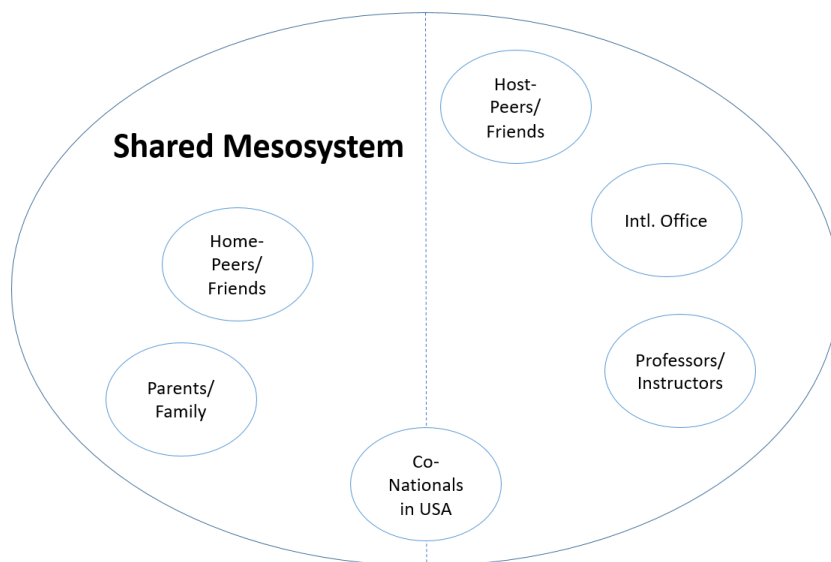 Host-
Peers/
Friends
Shared Mesosystem
Intl. Office
Home-
Peers/
Friends
Professors/
Instructors
Parents/
Family
Co-
Nationals
in USA